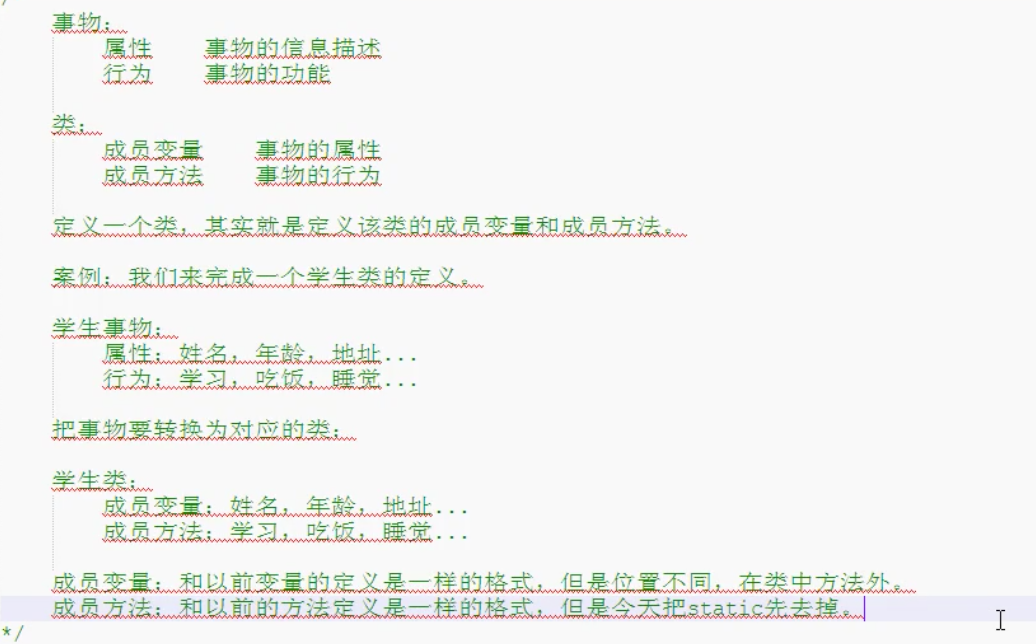 事物：
属性 事物的信息描述
行为 事物的功能
类：
成员变量 事物的属性
成员方法 事物的行为
定义一个类，其实就是定义该类的成员变量和成员方法。
案例：我们来完成一个学生类的定义。
学生事物：
属性：姓名，年龄，地址...
行为：学习，吃饭，睡觉...
把事物要转换为对应的类：
学生类：
成员变量：姓名，年龄，地址...
成员方法：学习，吃饭，睡觉...
成员变量：和以前变量的定义是一样的格式，但是位置不同，在类中方法外。
成员方法：和以前的方法定义是一样的格式，但是今天把static先去掉。
*/